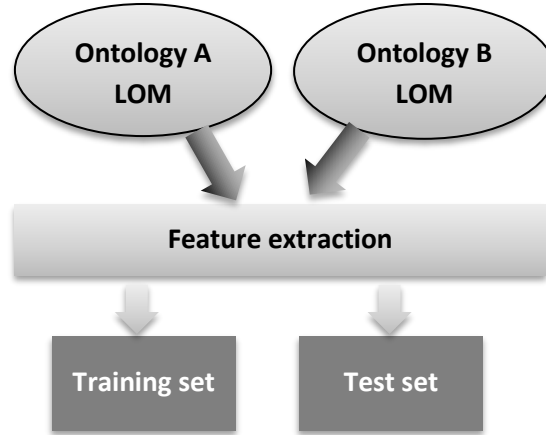 Ontology A
LOM
Ontology B
LOM
Feature extraction
Training set
Test set